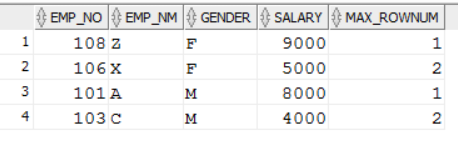 EMP_NO EMP_NM GENDER SALARY MAX_ROWNUM
1 108 Z F 9000 1
2 106 X F 5000 2
3 101 A M 8000 1
4 103 C M 4000 2